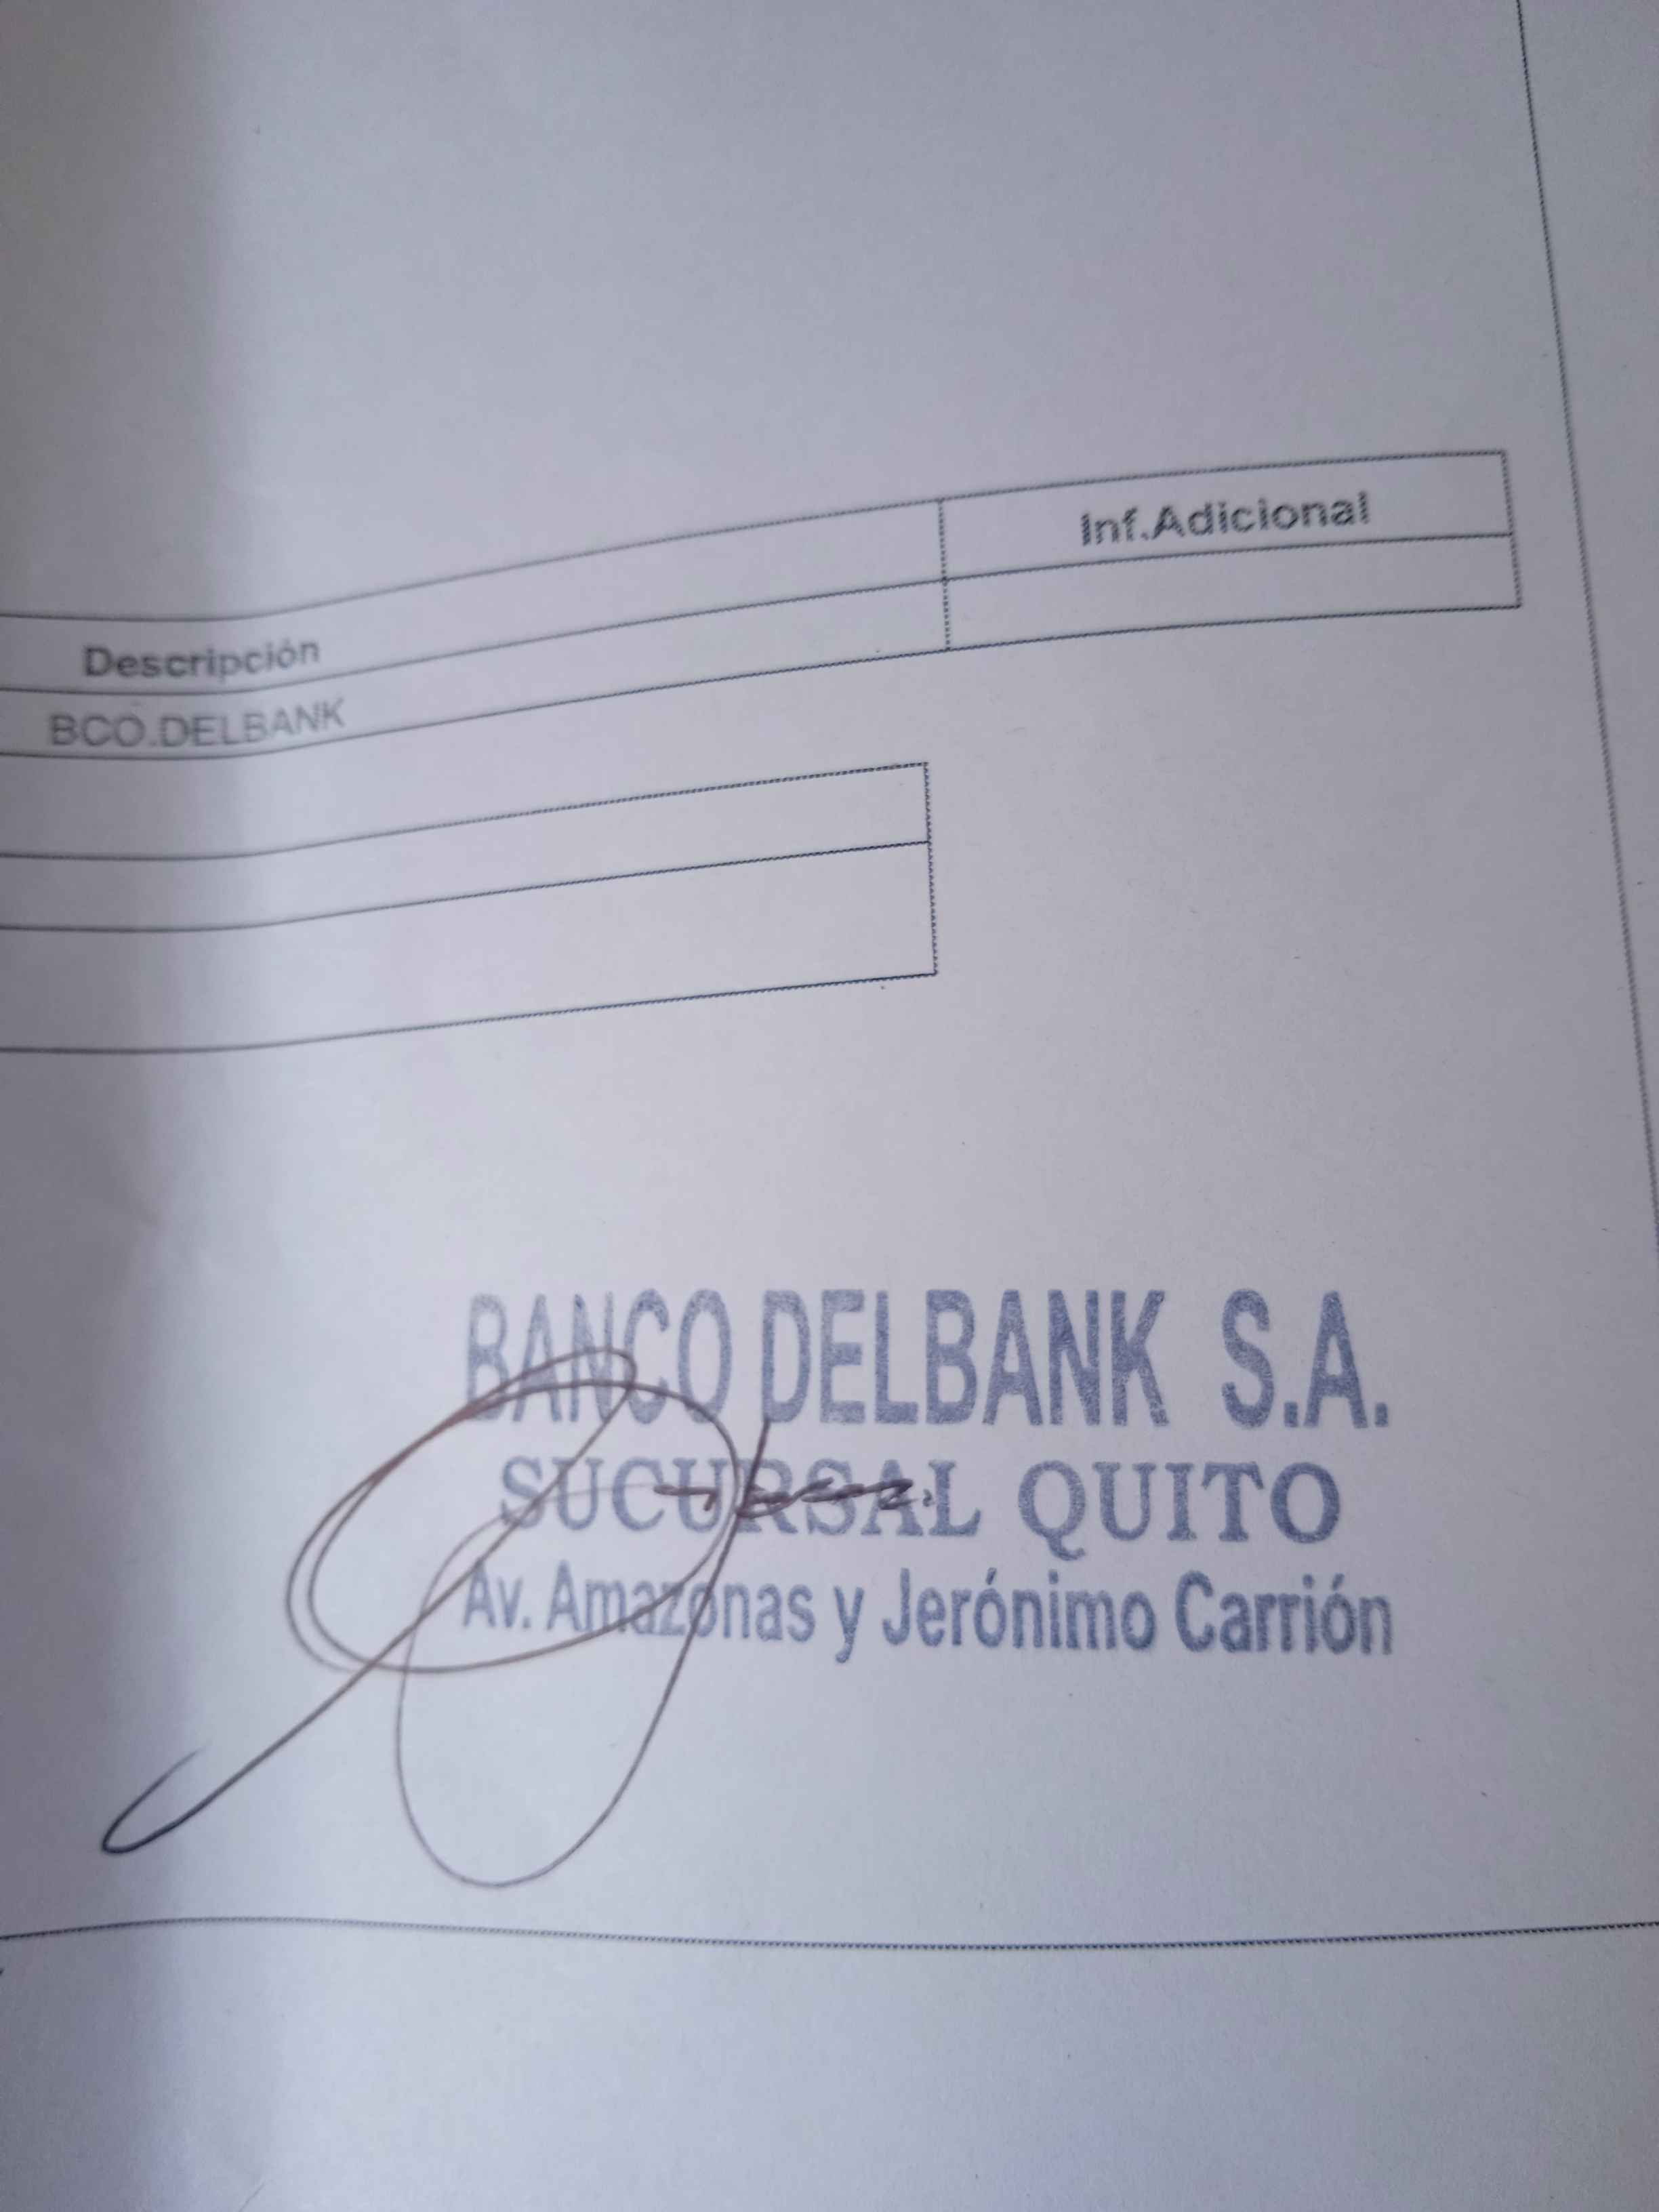 Descripción Inf.Adicional
BCO.DELBANK
BANCO DELBANK S.A.
SUCURSAL QUITO
Av. Amazonas y Jerónimo Carrión